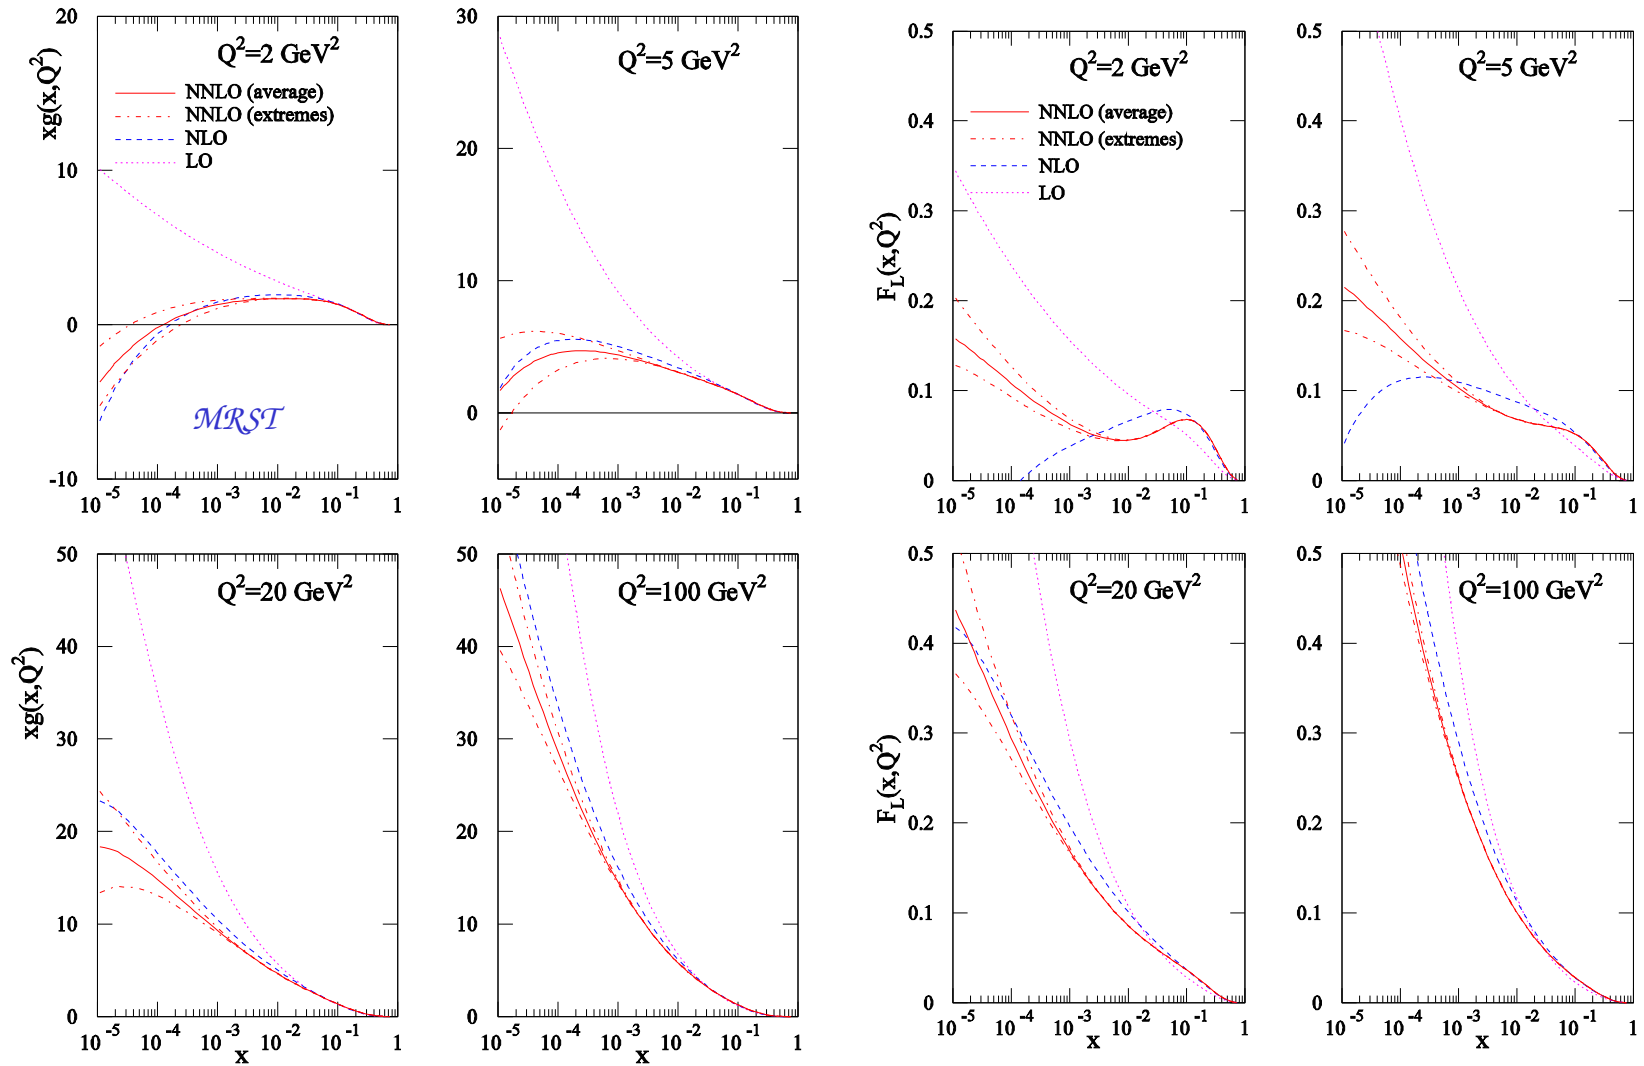 20
10
0
-10
xg(x,Q²)
Q²=2 GeV²
NNLO (average)
NNLO (extremes)
NLO
LO
MRST
10⁻⁵ 10⁻⁴ 10⁻³ 10⁻² 10⁻¹ 1
30
20
10
0
Q²=5 GeV²
10⁻⁵ 10⁻⁴ 10⁻³ 10⁻² 10⁻¹ 1
0.5
0.4
0.3
0.2
0.1
0
F_L(x,Q²)
Q²=2 GeV²
NNLO (average)
NNLO (extremes)
NLO
LO
10⁻⁵ 10⁻⁴ 10⁻³ 10⁻² 10⁻¹ 1
0.5
0.4
0.3
0.2
0.1
0
Q²=5 GeV²
10⁻⁵ 10⁻⁴ 10⁻³ 10⁻² 10⁻¹ 1
50
40
30
20
10
0
xg(x,Q²)
Q²=20 GeV²
10⁻⁵ 10⁻⁴ 10⁻³ 10⁻² 10⁻¹ 1
x
50
40
30
20
10
0
Q²=100 GeV²
10⁻⁵ 10⁻⁴ 10⁻³ 10⁻² 10⁻¹ 1
x
0.5
0.4
0.3
0.2
0.1
0
F_L(x,Q²)
Q²=20 GeV²
10⁻⁵ 10⁻⁴ 10⁻³ 10⁻² 10⁻¹ 1
x
0.5
0.4
0.3
0.2
0.1
0
Q²=100 GeV²
10⁻⁵ 10⁻⁴ 10⁻³ 10⁻² 10⁻¹ 1
x